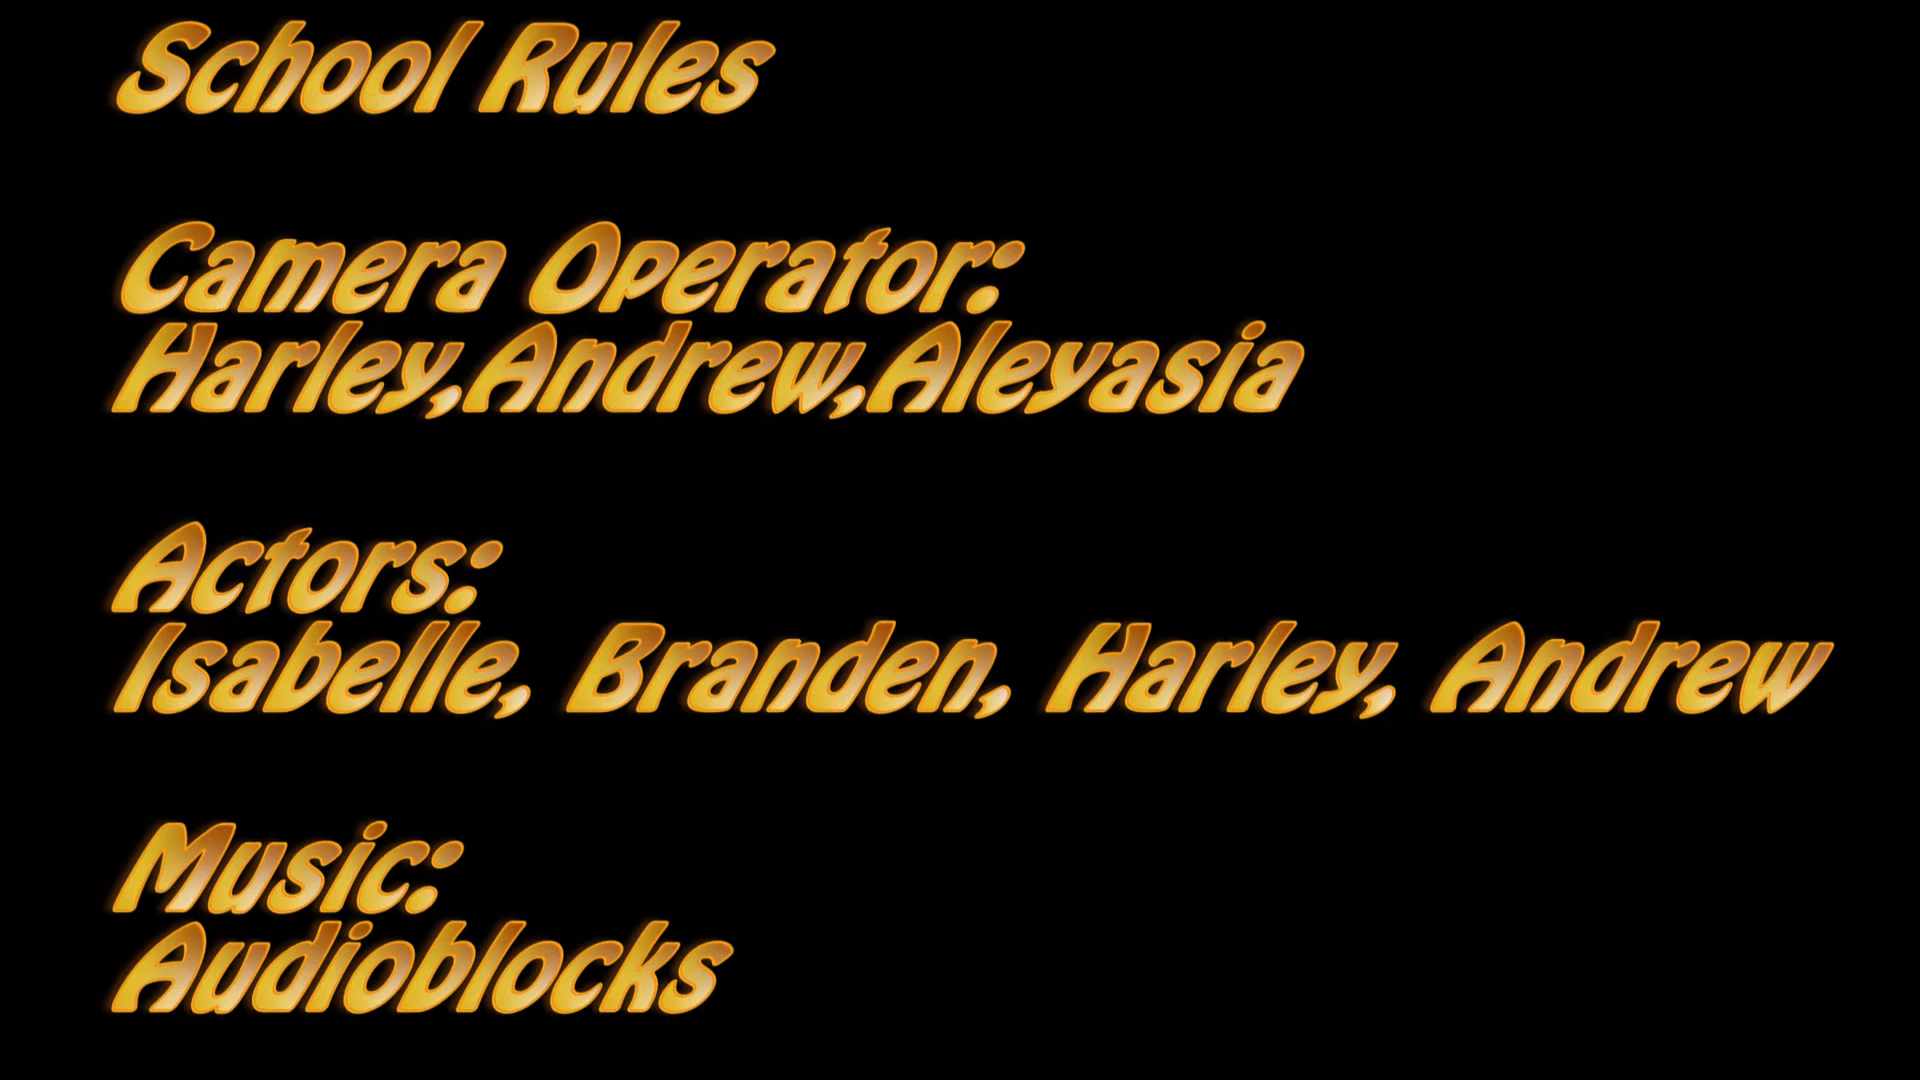 School Rules
Camera Operator:
Harley,Andrew,Aleyasia
Actors:
Isabelle, Branden, Harley, Andrew
Music:
Audioblocks